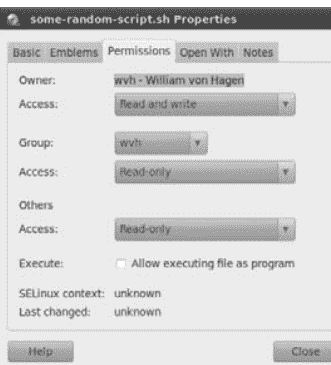 some-random-script.sh Properties
Basic Emblems Permissions Open With Notes
Owner: wvh - William von Hagen
Access: Read and write
Group: wvh
Access: Read-only
Others
Access: Read-only
Execute: Allow executing file as program
SELinux context: unknown
Last changed: unknown
Help Close